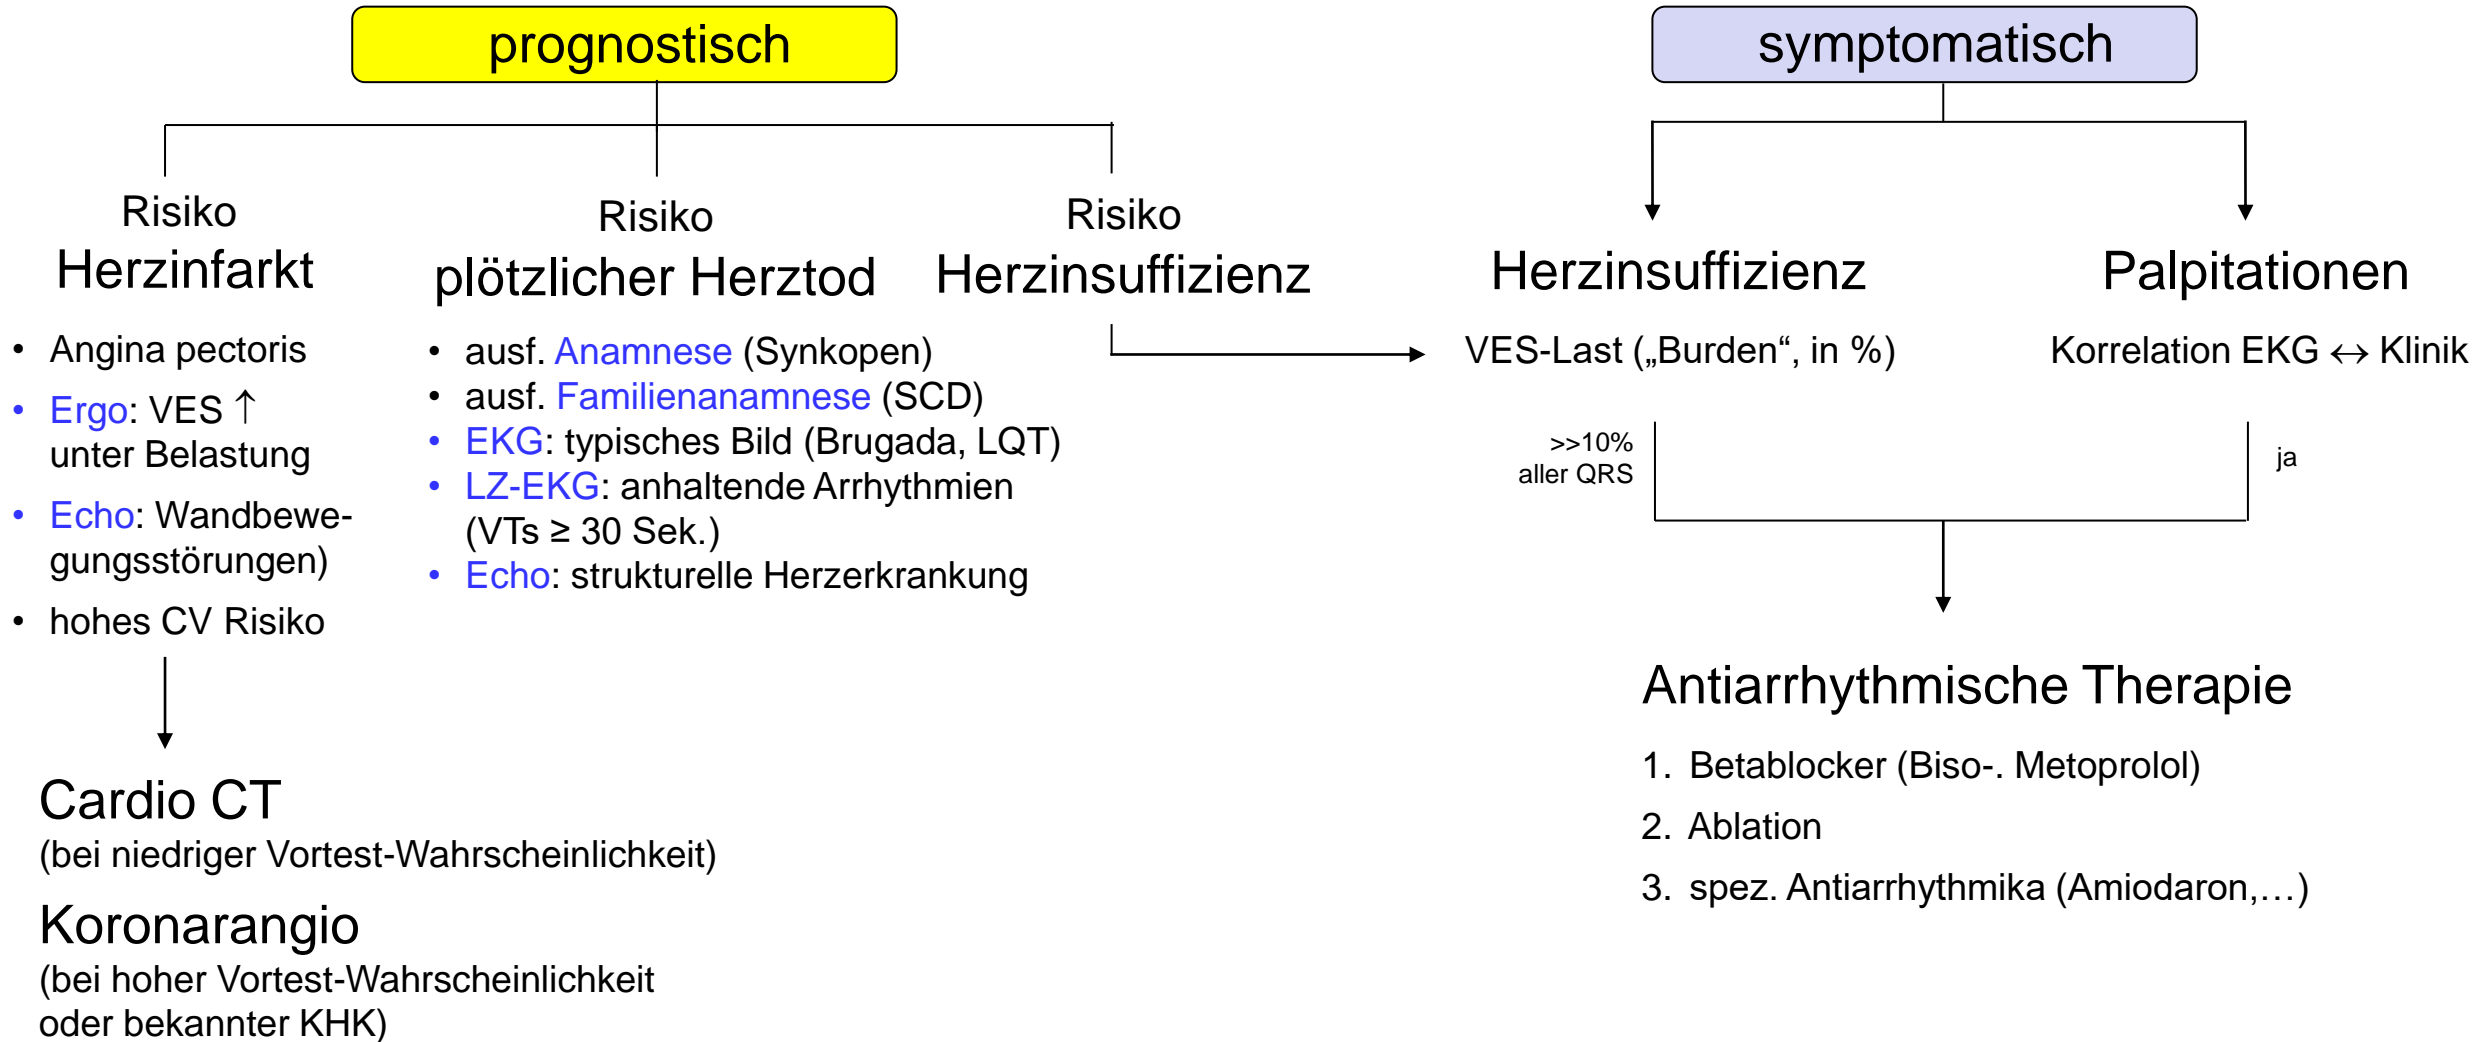 prognostisch
symptomatisch
Risiko
Herzinfarkt
• Angina pectoris
• Ergo: VES ↑
unter Belastung
• Echo: Wandbewe-
gungsstörungen)
• hohes CV Risiko
Cardio CT
(bei niedriger Vortest-Wahrscheinlichkeit)
Koronarangio
(bei hoher Vortest-Wahrscheinlichkeit
oder bekannter KHK)
Risiko
plötzlicher Herztod
• ausf. Anamnese (Synkopen)
• ausf. Familienanamnese (SCD)
• EKG: typisches Bild (Brugada, LQT)
• LZ-EKG: anhaltende Arrhythmien
(VTs ≥ 30 Sek.)
• Echo: strukturelle Herzerkrankung
Risiko
Herzinsuffizienz
Herzinsuffizienz
VES-Last („Burden“, in %)
>>10%
aller QRS
Palpitationen
Korrelation EKG ↔ Klinik
ja
Antiarrhythmische Therapie
1. Betablocker (Biso-. Metoprolol)
2. Ablation
3. spez. Antiarrhythmika (Amiodaron,…)